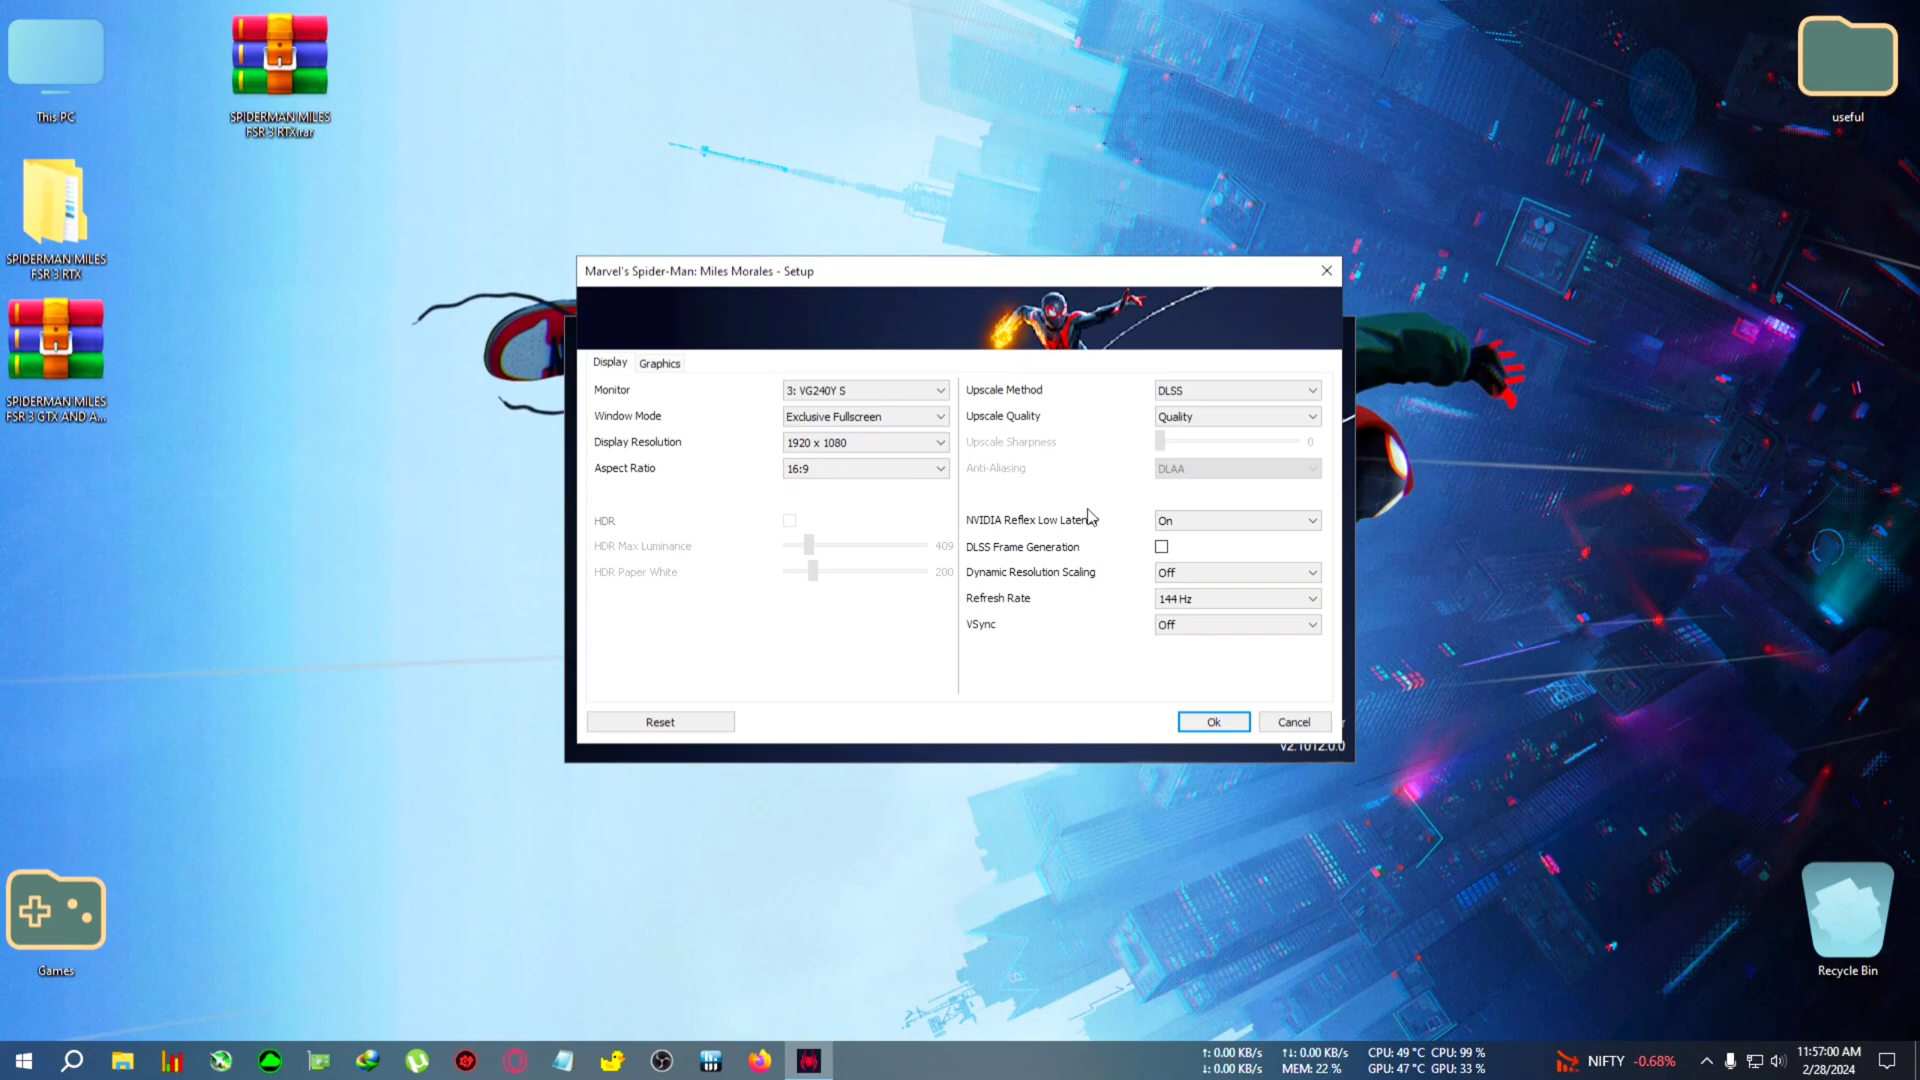 This PC
SPIDERMAN MILES
FSR 3 RTX.rar
useful
SPIDERMAN MILES
FSR 3 RTX
SPIDERMAN MILES
FSR 3 GTX AND A...
Games
Recycle Bin
Marvel's Spider-Man: Miles Morales - Setup
Display
Graphics
Monitor
3: VG240Y S
Window Mode
Exclusive Fullscreen
Display Resolution
1920 x 1080
Aspect Ratio
16:9
HDR
HDR Max Luminance
409
HDR Paper White
200
Upscale Method
DLSS
Upscale Quality
Quality
Upscale Sharpness
0
Anti-Aliasing
DLAA
NVIDIA Reflex Low Laten
On
DLSS Frame Generation
Dynamic Resolution Scaling
Off
Refresh Rate
144 Hz
VSync
Off
Reset
Ok
Cancel
v2.1012.0.0
↑: 0.00 KB/s
↓: 0.00 KB/s
↑↓: 0.00 KB/s
MEM: 22 %
CPU: 49 °C CPU: 99 %
GPU: 47 °C GPU: 33 %
NIFTY -0.68%
11:57:00 AM
2/28/2024